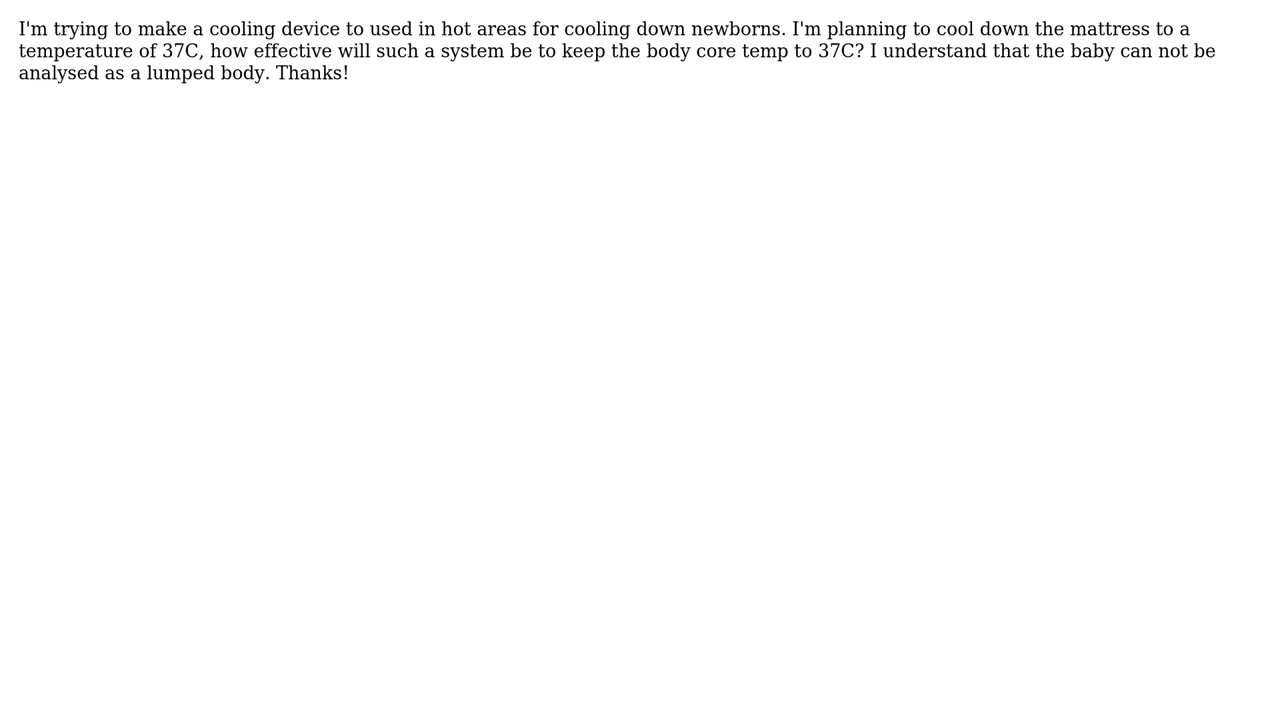 I'm trying to make a cooling device to used in hot areas for cooling down newborns. I'm planning to cool down the mattress to a
temperature of 37C, how effective will such a system be to keep the body core temp to 37C? I understand that the baby can not be
analysed as a lumped body. Thanks!